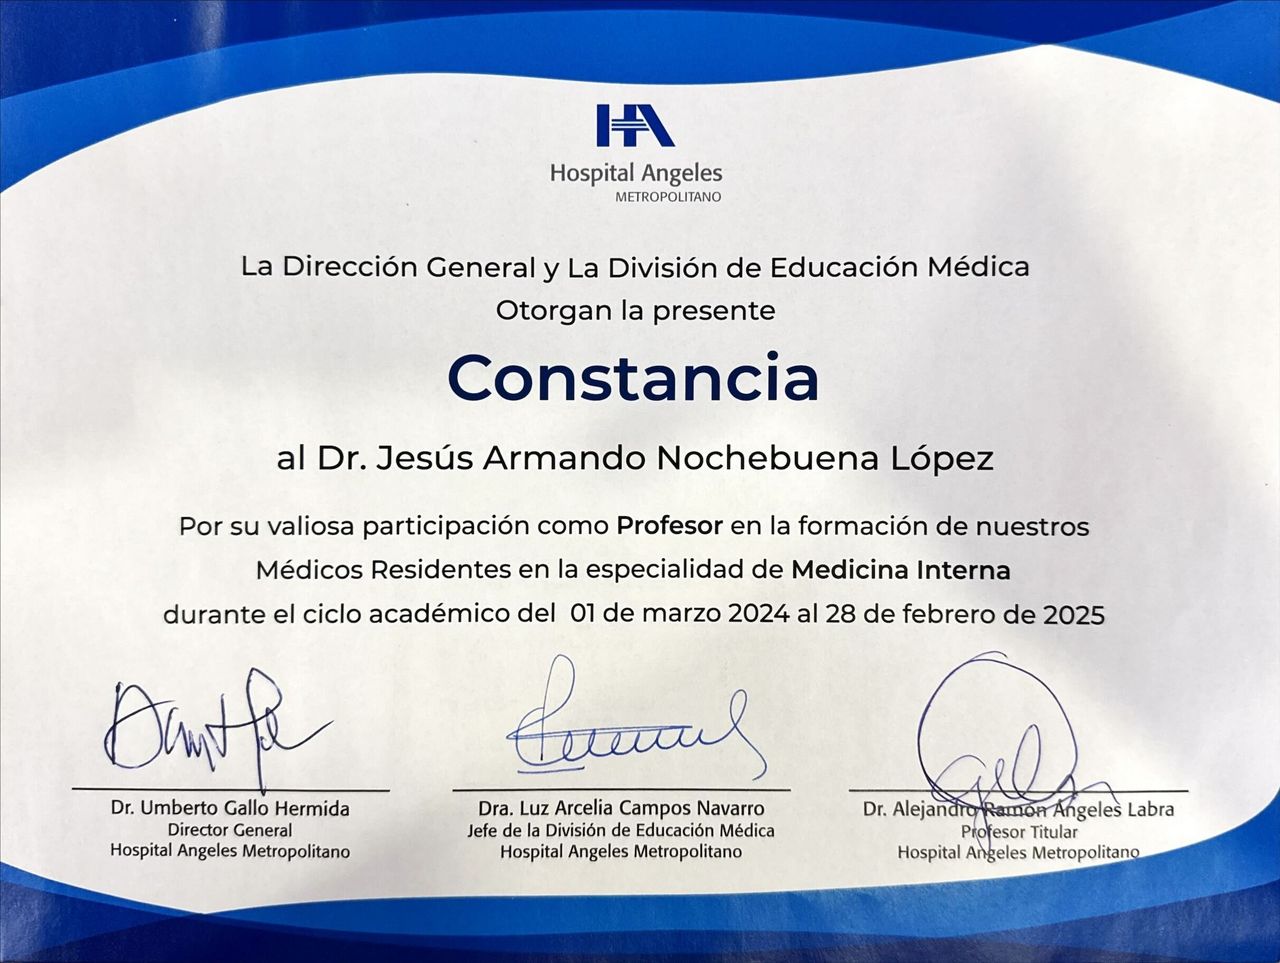 HA
Hospital Angeles
METROPOLITANO
La Dirección General y La División de Educación Médica
Otorgan la presente
Constancia
al Dr. Jesús Armando Nochebuena López
Por su valiosa participación como Profesor en la formación de nuestros
Médicos Residentes en la especialidad de Medicina Interna
durante el ciclo académico del 01 de marzo 2024 al 28 de febrero de 2025
Dr. Umberto Gallo Hermida
Director General
Hospital Angeles Metropolitano
Dra. Luz Arcelia Campos Navarro
Jefe de la División de Educación Médica
Hospital Angeles Metropolitano
Dr. Alejandro Ramón Ángeles Labra
Profesor Titular
Hospital Angeles Metropolitano